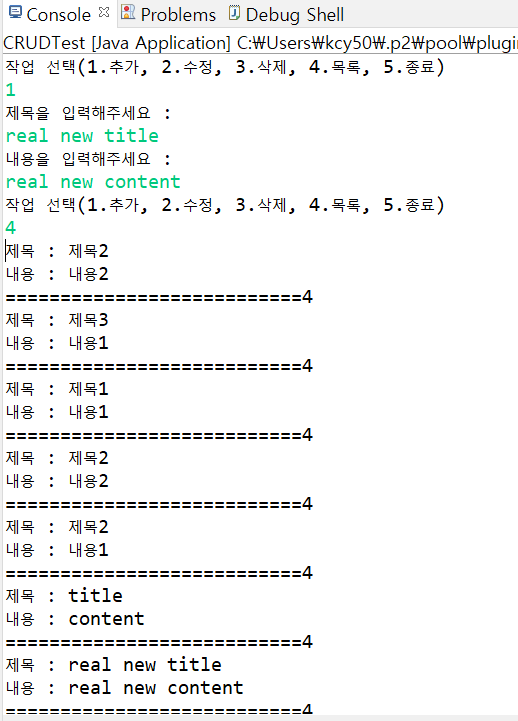 Console Problems Debug Shell
CRUDTest [Java Application] C:₩Users₩kcy50₩.p2₩pool₩plugi
작업 선택(1.추가, 2.수정, 3.삭제, 4.목록, 5.종료)
1
제목을 입력해주세요 :
real new title
내용을 입력해주세요 :
real new content
작업 선택(1.추가, 2.수정, 3.삭제, 4.목록, 5.종료)
4
제목 : 제목2
내용 : 내용2
===========================4
제목 : 제목3
내용 : 내용1
===========================4
제목 : 제목1
내용 : 내용1
===========================4
제목 : 제목2
내용 : 내용2
===========================4
제목 : 제목2
내용 : 내용1
===========================4
제목 : title
내용 : content
===========================4
제목 : real new title
내용 : real new content
===========================4